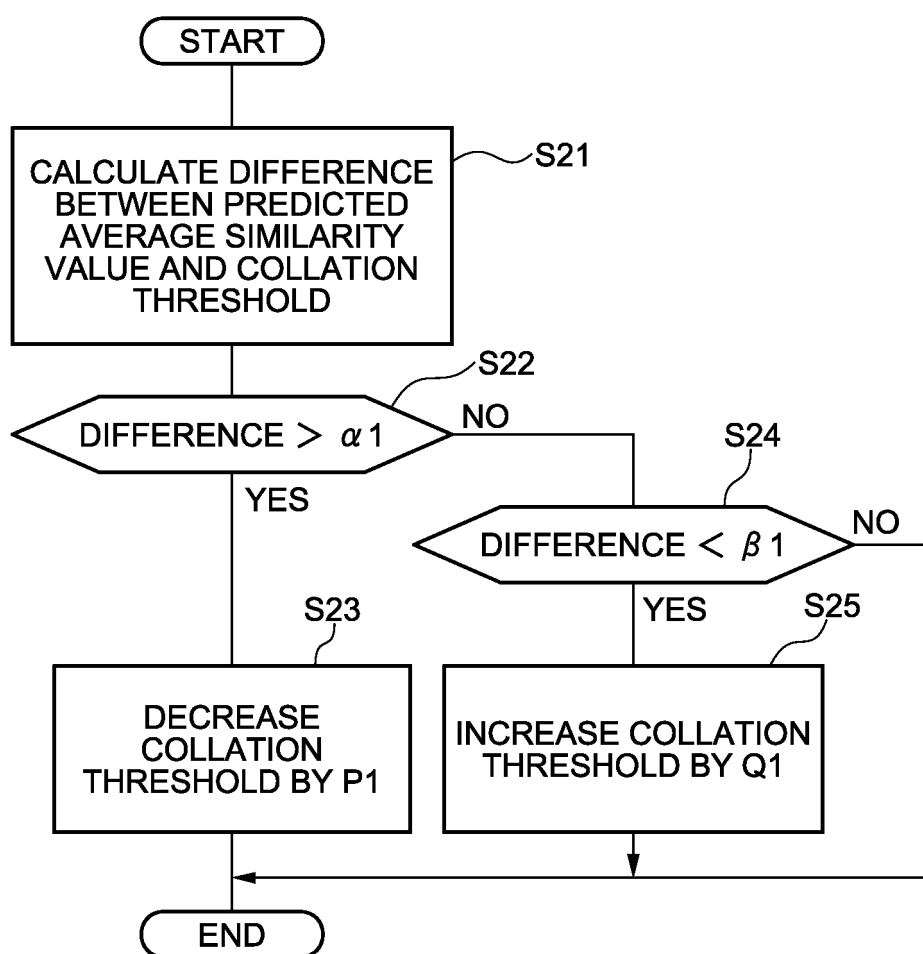 START
S21
CALCULATE DIFFERENCE
BETWEEN PREDICTED
AVERAGE SIMILARITY
VALUE AND COLLATION
THRESHOLD
S22
DIFFERENCE > α1
NO
YES
S24
DIFFERENCE < β1
NO
YES
S23
DECREASE
COLLATION
THRESHOLD BY P1
S25
INCREASE COLLATION
THRESHOLD BY Q1
END